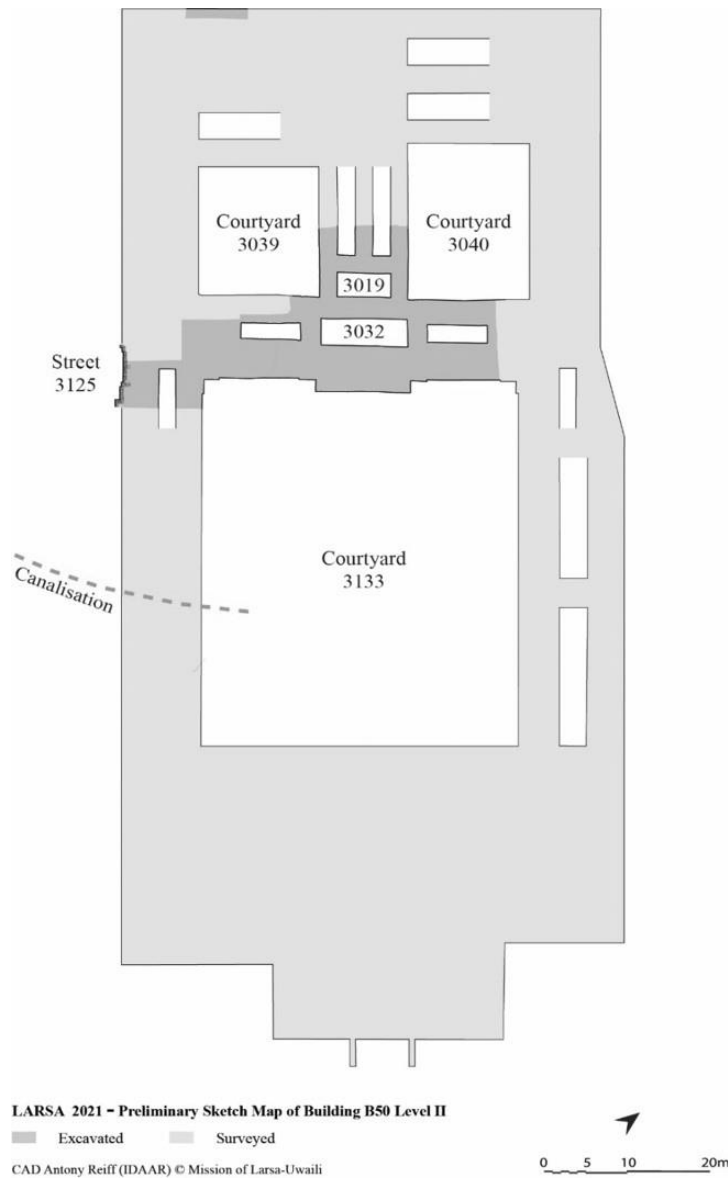 Courtyard
3039
Courtyard
3040
3019
3032
Street
3125
Courtyard
3133
Canalisation
LARSA 2021 – Preliminary Sketch Map of Building B50 Level II
Excavated Surveyed
CAD Antony Reiff (IDAAR) © Mission of Larsa-Uwaili
0 5 10 20m